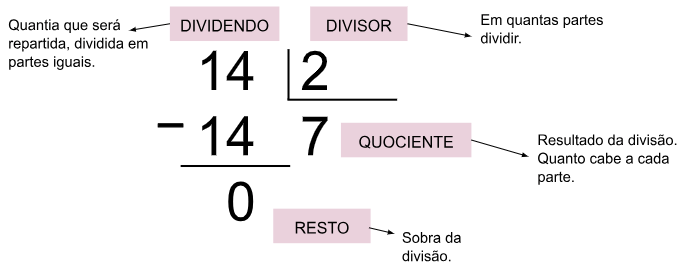 Quantia que será
repartida, dividida em
partes iguais.
DIVIDENDO
DIVISOR
Em quantas partes
dividir.
14 2
− 14 7
QUOCIENTE
Resultado da divisão.
Quanto cabe a cada
parte.
0
RESTO
Sobra da
divisão.